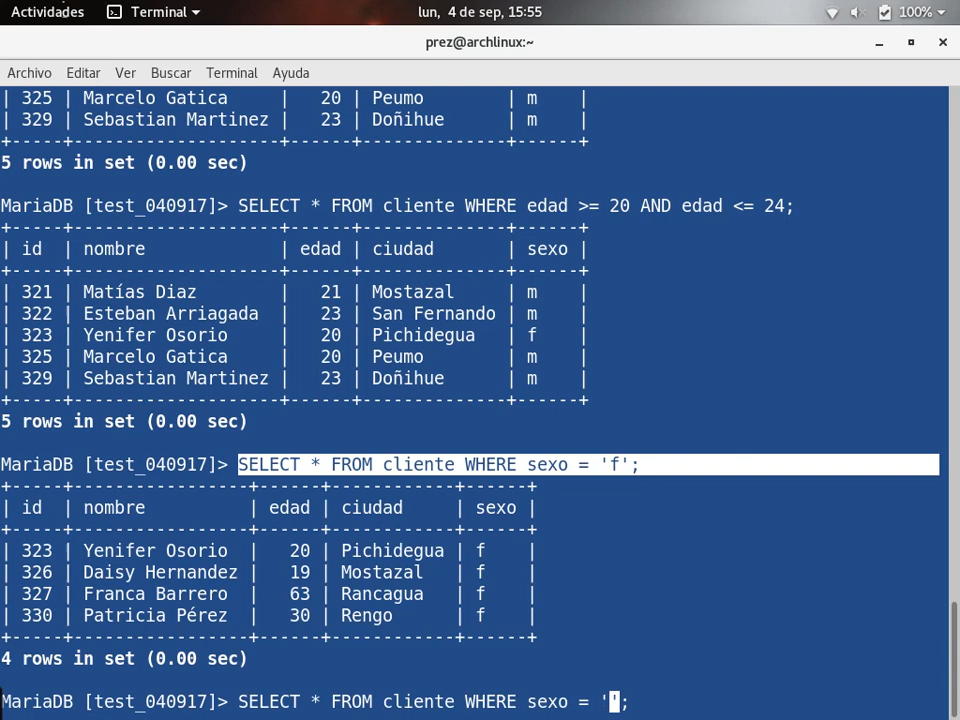 Actividades Terminal lun, 4 de sep, 15:55 100%
prez@archlinux:~
Archivo Editar Ver Buscar Terminal Ayuda
| 325 | Marcelo Gatica     |   20 | Peumo        | m    |
| 329 | Sebastian Martinez |   23 | Doñihue      | m    |
+-----+--------------------+------+--------------+------+
5 rows in set (0.00 sec)
MariaDB [test_040917]> SELECT * FROM cliente WHERE edad >= 20 AND edad <= 24;
+-----+--------------------+------+--------------+------+
| id  | nombre             | edad | ciudad       | sexo |
+-----+--------------------+------+--------------+------+
| 321 | Matías Diaz        |   21 | Mostazal     | m    |
| 322 | Esteban Arriagada  |   23 | San Fernando | m    |
| 323 | Yenifer Osorio     |   20 | Pichidegua   | f    |
| 325 | Marcelo Gatica     |   20 | Peumo        | m    |
| 329 | Sebastian Martinez |   23 | Doñihue      | m    |
+-----+--------------------+------+--------------+------+
5 rows in set (0.00 sec)
MariaDB [test_040917]> SELECT * FROM cliente WHERE sexo = 'f';
+-----+-----------------+------+------------+------+
| id  | nombre          | edad | ciudad     | sexo |
+-----+-----------------+------+------------+------+
| 323 | Yenifer Osorio  |   20 | Pichidegua | f    |
| 326 | Daisy Hernandez |   19 | Mostazal   | f    |
| 327 | Franca Barrero  |   63 | Rancagua   | f    |
| 330 | Patricia Pérez  |   30 | Rengo      | f    |
+-----+-----------------+------+------------+------+
4 rows in set (0.00 sec)
MariaDB [test_040917]> SELECT * FROM cliente WHERE sexo = '';